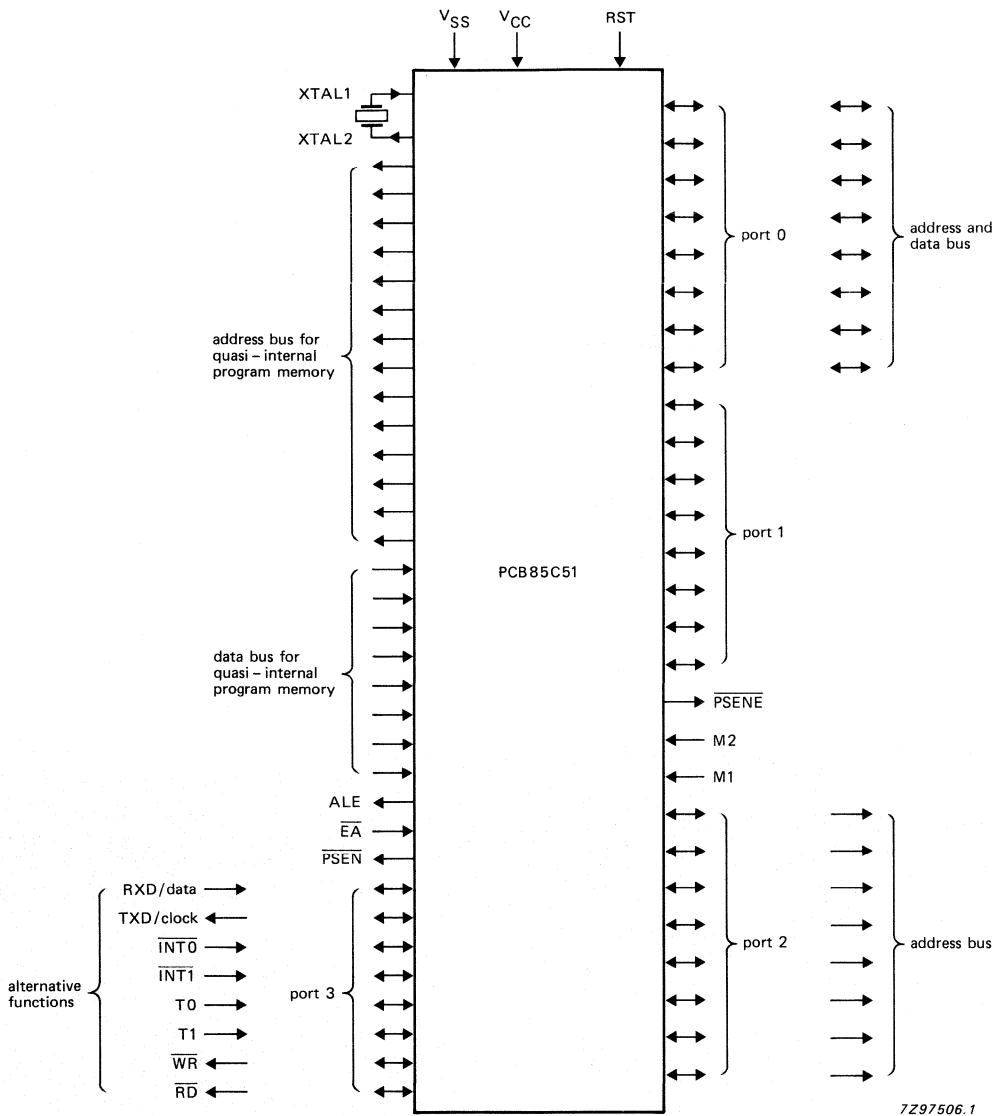 VSS VCC RST
XTAL1
XTAL2
port 0
address and
data bus
address bus for
quasi – internal
program memory
port 1
PCB85C51
data bus for
quasi – internal
program memory
PSENE
M2
M1
ALE
EA
PSEN
RXD/data
TXD/clock
INT0
INT1
T0
T1
WR
RD
alternative
functions
port 3
port 2
address bus
7Z97506.1